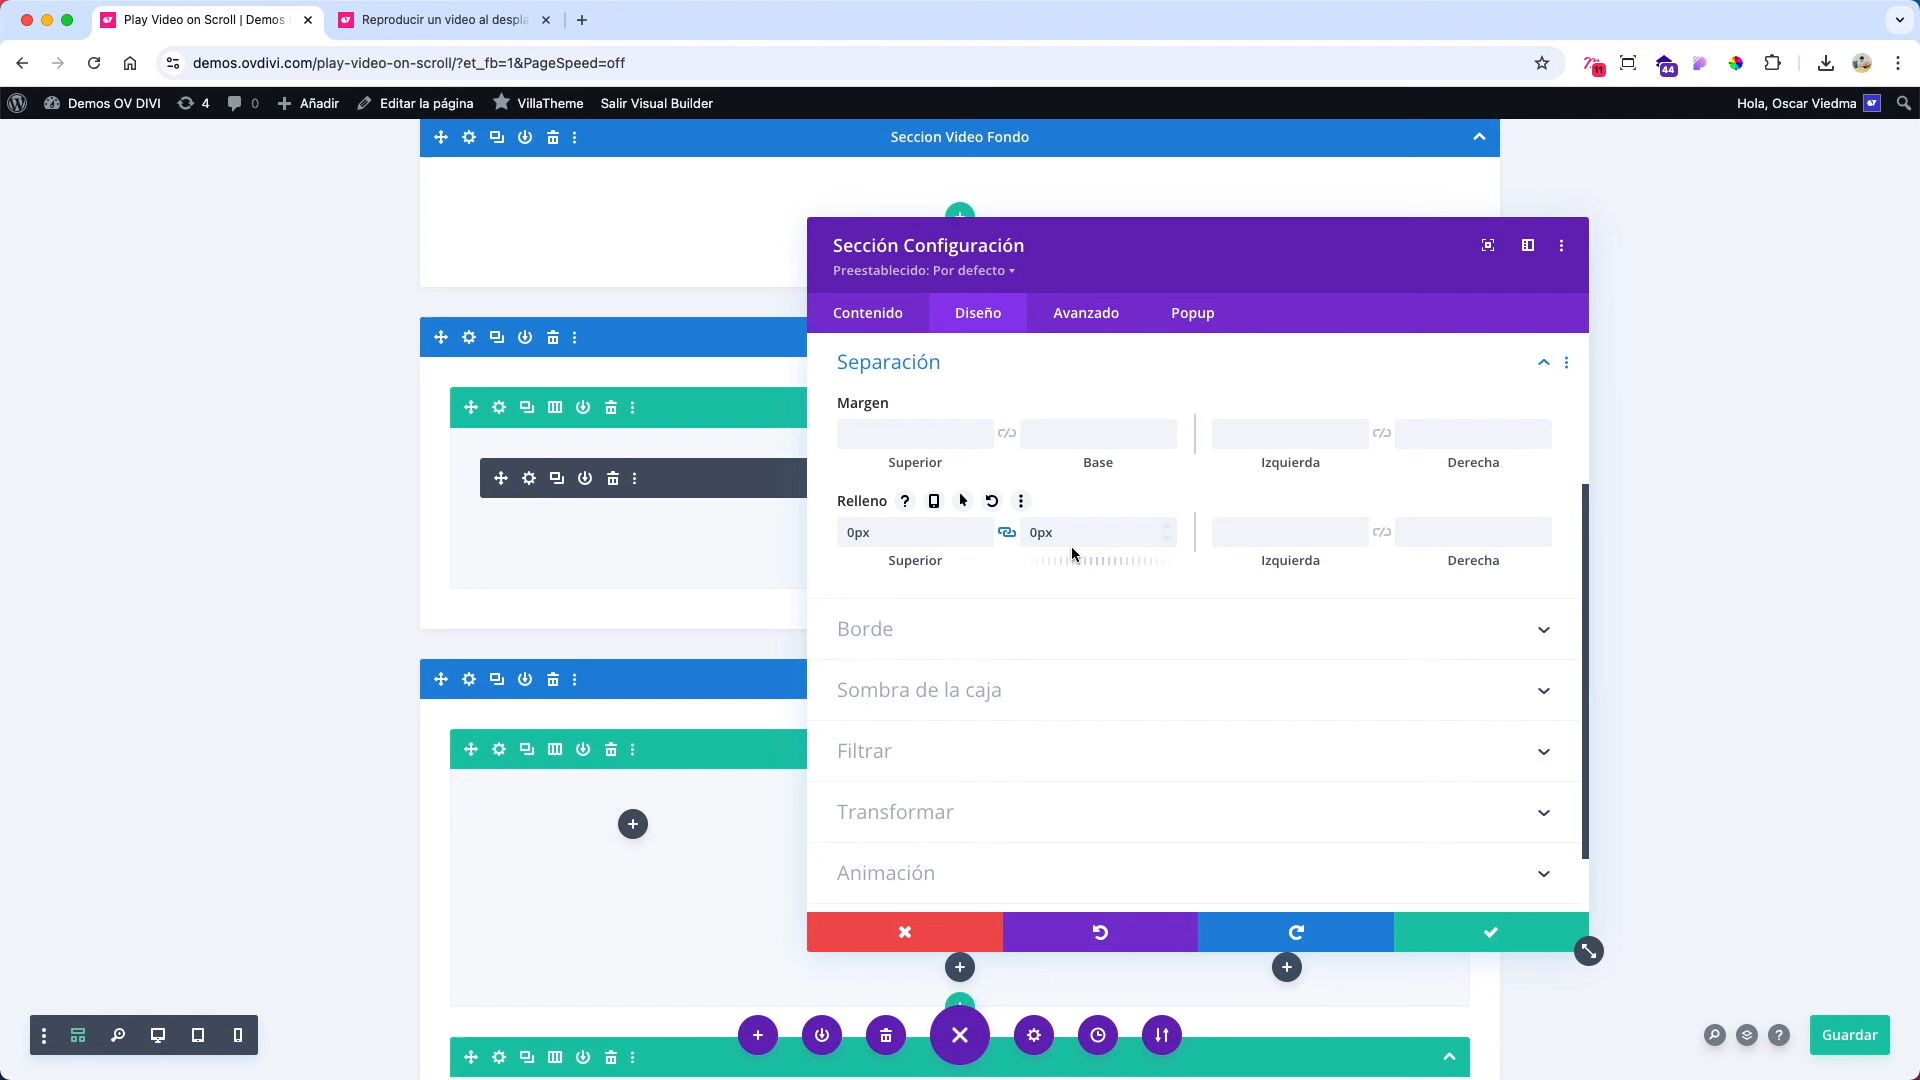 Play Video on Scroll | Demos
Reproducir un video al despla
demos.ovdivi.com/play-video-on-scroll/?et_fb=1&PageSpeed=off
11
44
Demos OV DIVI
4
0
Añadir
Editar la página
VillaTheme
Salir Visual Builder
Hola, Oscar Viedma
Seccion Video Fondo
Sección Configuración
Preestablecido: Por defecto
Contenido
Diseño
Avanzado
Popup
Separación
Margen
Superior
Base
Izquierda
Derecha
Relleno
0px
0px
Superior
Izquierda
Derecha
Borde
Sombra de la caja
Filtrar
Transformar
Animación
Guardar